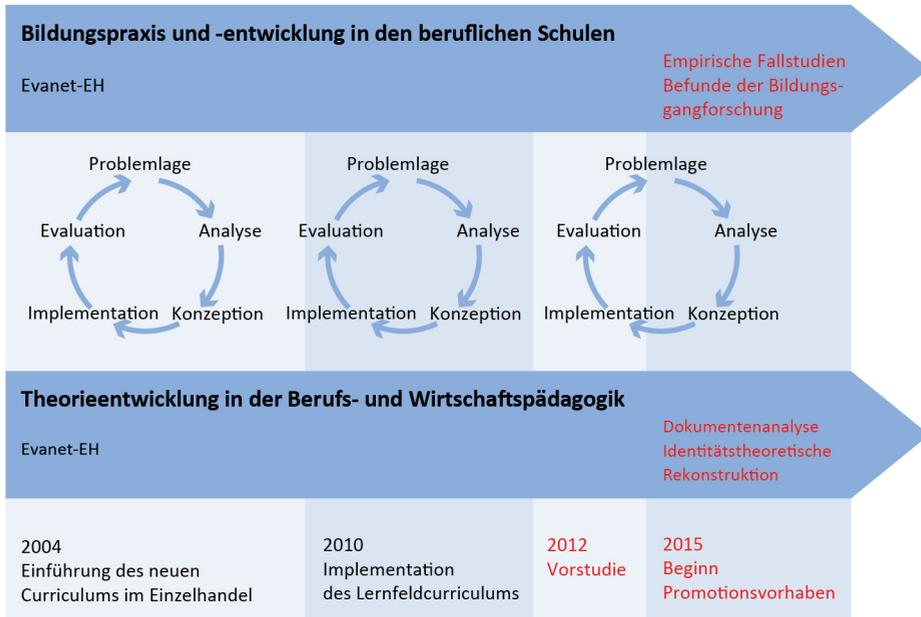 Bildungspraxis und -entwicklung in den beruflichen Schulen
Evanet-EH
Empirische Fallstudien
Befunde der Bildungs-
gangforschung
Problemlage
Evaluation
Analyse
Implementation
Konzeption
Problemlage
Evaluation
Analyse
Implementation
Konzeption
Problemlage
Evaluation
Analyse
Implementation
Konzeption
Theorieentwicklung in der Berufs- und Wirtschaftspädagogik
Evanet-EH
Dokumentenanalyse
Identitätstheoretische
Rekonstruktion
2004
Einführung des neuen
Curriculums im Einzelhandel
2010
Implementation
des Lernfeldcurriculums
2012
Vorstudie
2015
Beginn
Promotionsvorhaben